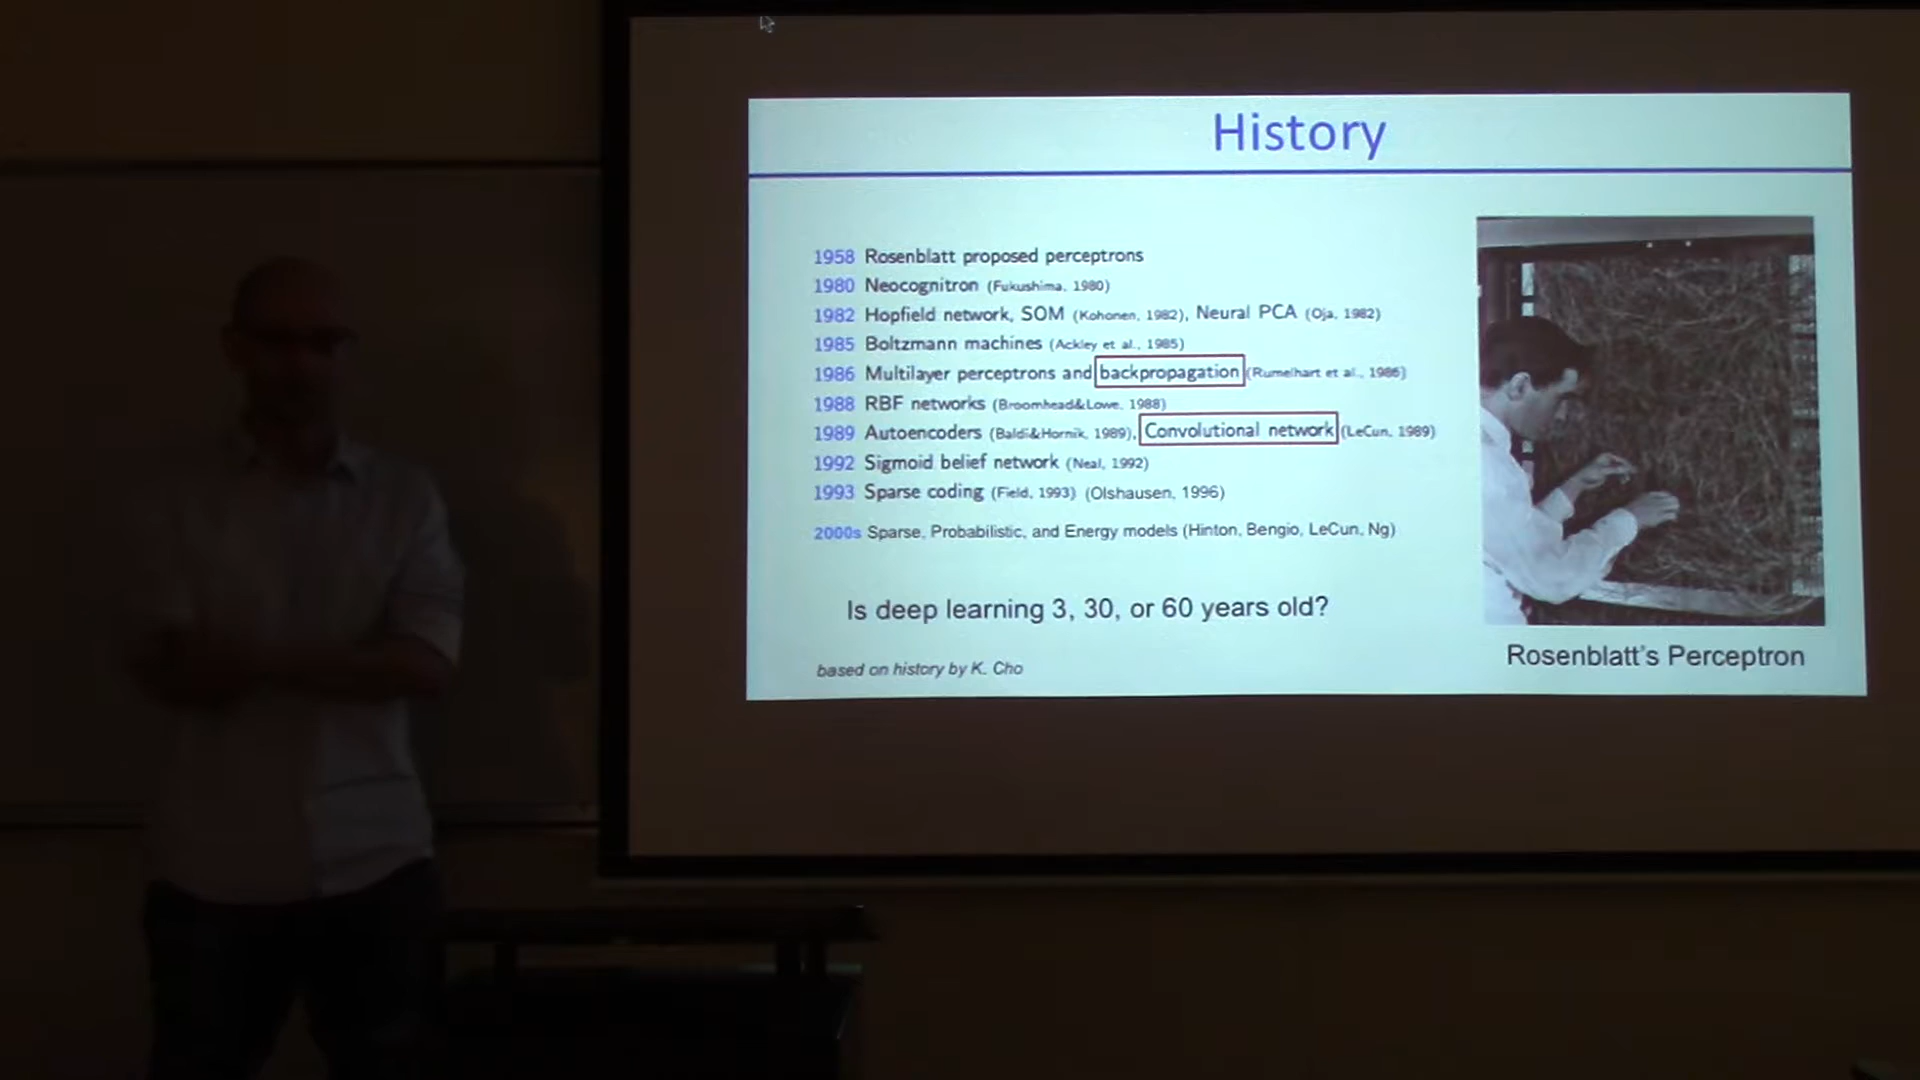 History
1958 Rosenblatt proposed perceptrons
1980 Neocognitron (Fukushima, 1980)
1982 Hopfield network, SOM (Kohonen, 1982), Neural PCA (Oja, 1982)
1985 Boltzmann machines (Ackley et al., 1985)
1986 Multilayer perceptrons and backpropagation (Rumelhart et al., 1986)
1988 RBF networks (Broomhead&Lowe, 1988)
1989 Autoencoders (Baldi&Hornik, 1989), Convolutional network (LeCun, 1989)
1992 Sigmoid belief network (Neal, 1992)
1993 Sparse coding (Field, 1993) (Olshausen, 1996)
2000s Sparse, Probabilistic, and Energy models (Hinton, Bengio, LeCun, Ng)
Is deep learning 3, 30, or 60 years old?
based on history by K. Cho
Rosenblatt's Perceptron